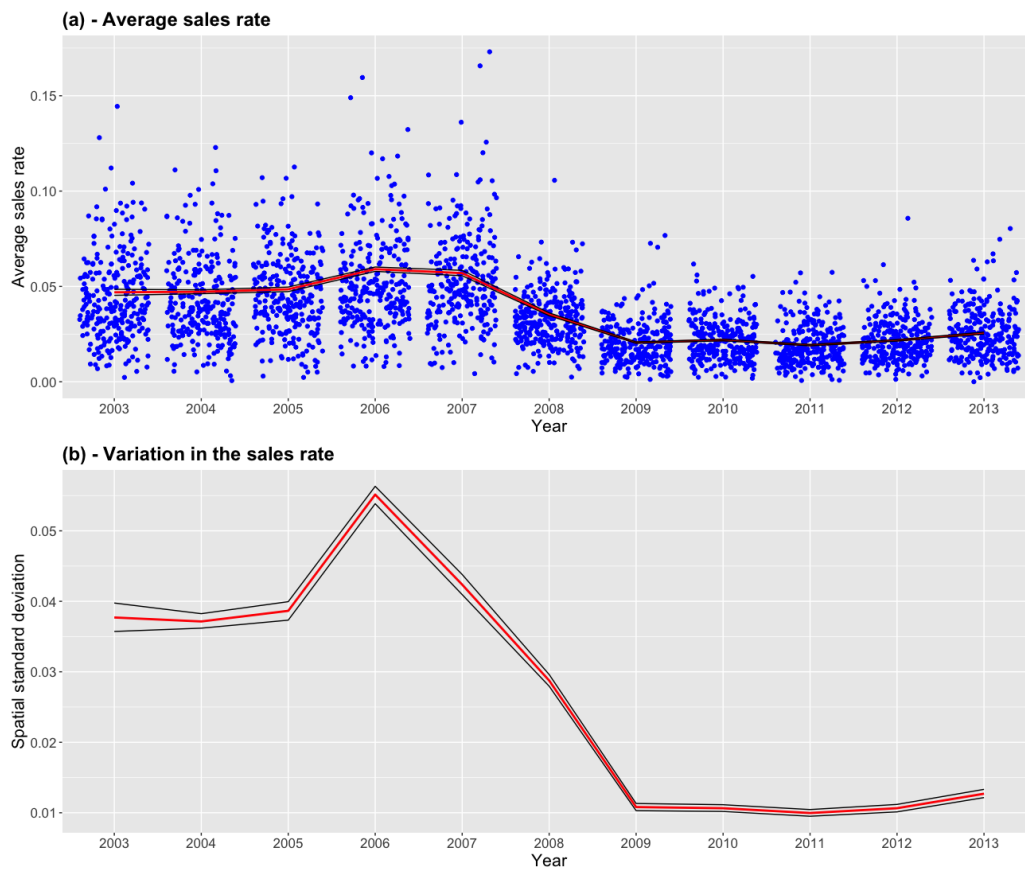 (a) - Average sales rate
Average sales rate
0.15
0.10
0.05
0.00
2003 2004 2005 2006 2007 2008 2009 2010 2011 2012 2013
Year
(b) - Variation in the sales rate
Spatial standard deviation
0.05
0.04
0.03
0.02
0.01
2003 2004 2005 2006 2007 2008 2009 2010 2011 2012 2013
Year